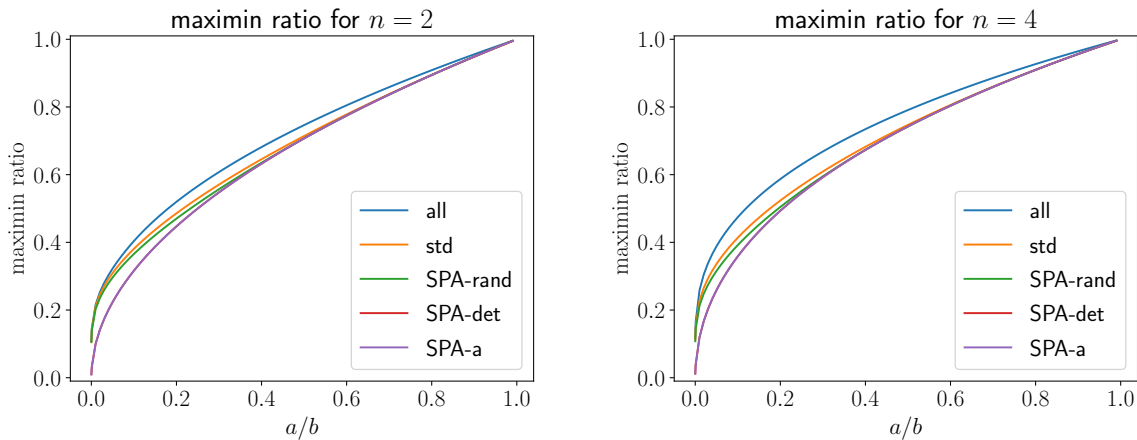 maximin ratio for n = 2
maximin ratio
1.0
0.8
0.6
0.4
0.2
0.0
all
std
SPA-rand
SPA-det
SPA-a
0.0 0.2 0.4 0.6 0.8 1.0
a/b
maximin ratio for n = 4
maximin ratio
1.0
0.8
0.6
0.4
0.2
0.0
all
std
SPA-rand
SPA-det
SPA-a
0.0 0.2 0.4 0.6 0.8 1.0
a/b